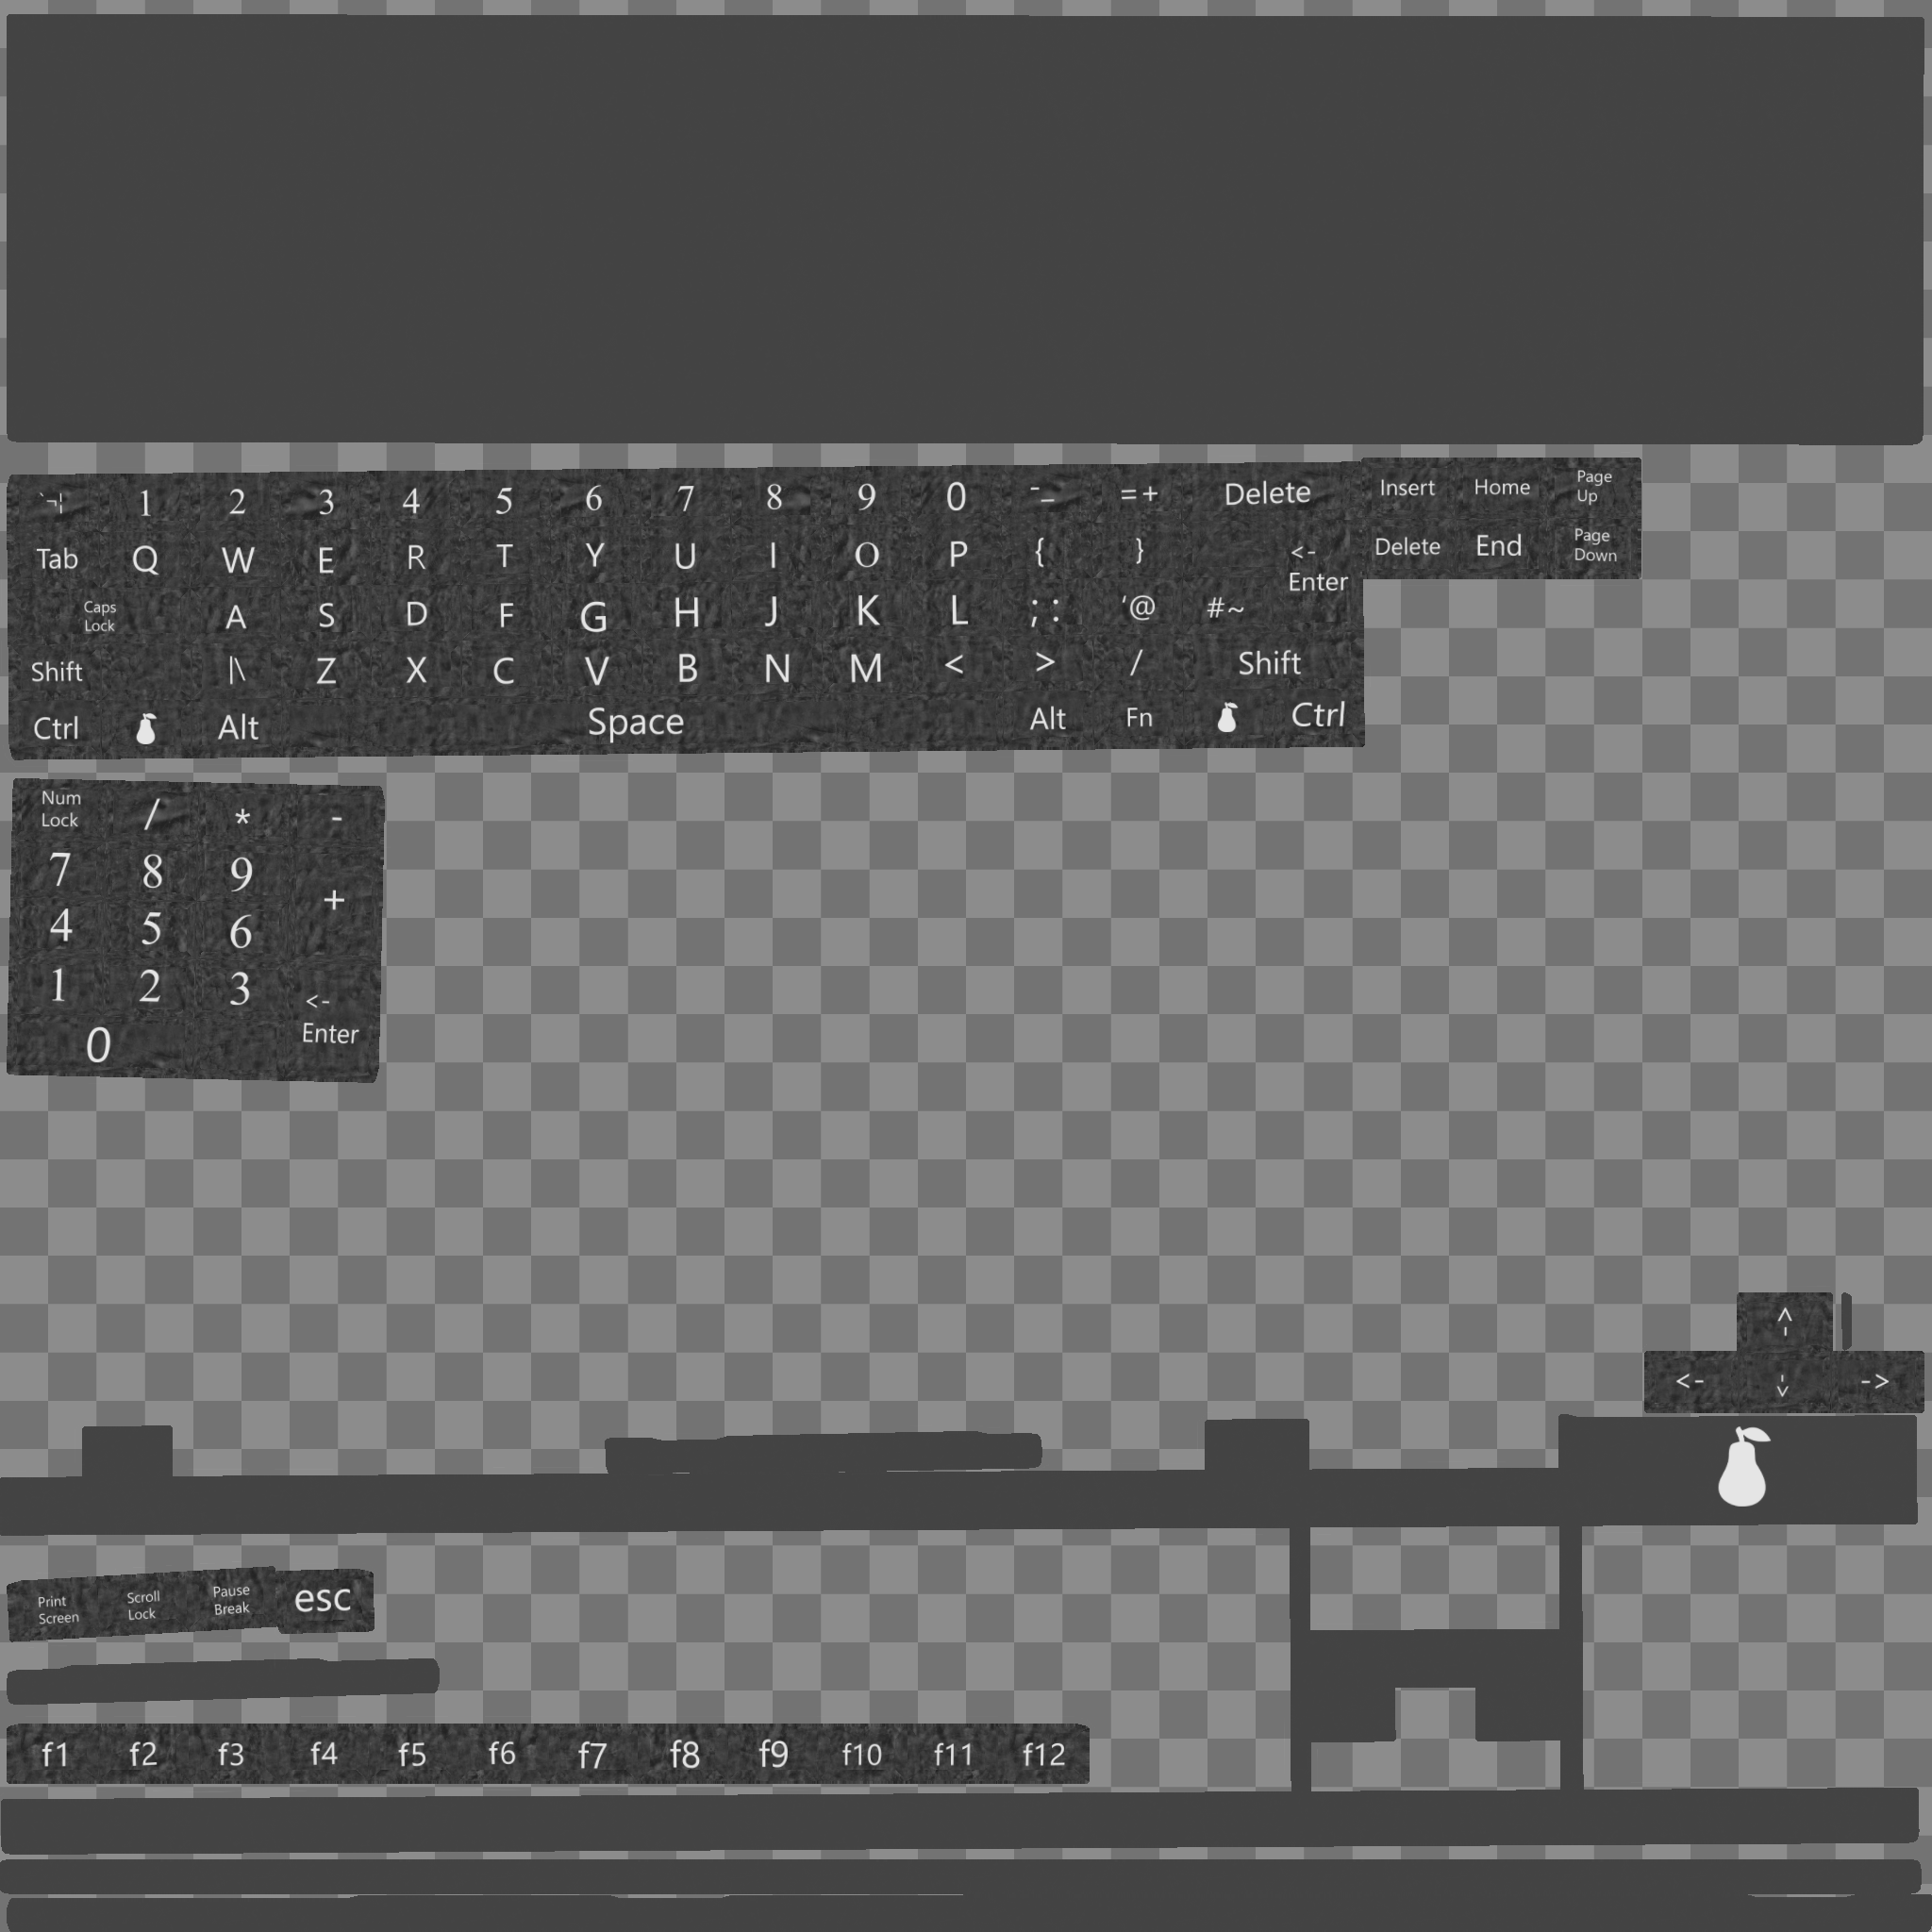 `¬¦ 1 2 3 4 5 6 7 8 9 0 -_ =+ Delete Insert Home Page Up
Tab Q W E R T Y U I O P { } <- Enter Delete End Page Down
Caps Lock A S D F G H J K L ;: '@ #~
Shift |\ Z X C V B N M < > / Shift
Ctrl Alt Space Alt Fn Ctrl
Num Lock / * -
7 8 9 +
4 5 6
1 2 3 <- Enter
0
^
<- -> 
Print Screen Scroll Lock Pause Break esc
f1 f2 f3 f4 f5 f6 f7 f8 f9 f10 f11 f12